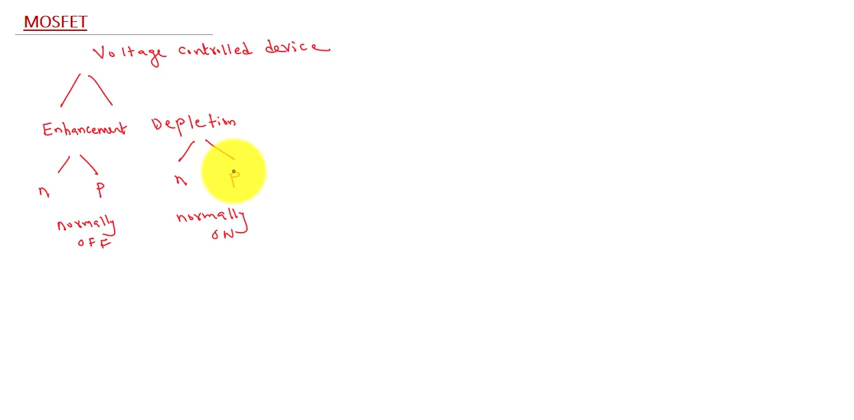 MOSFET
Voltage controlled device
Enhancement Depletion
n P n P
normally normally
OFF ON